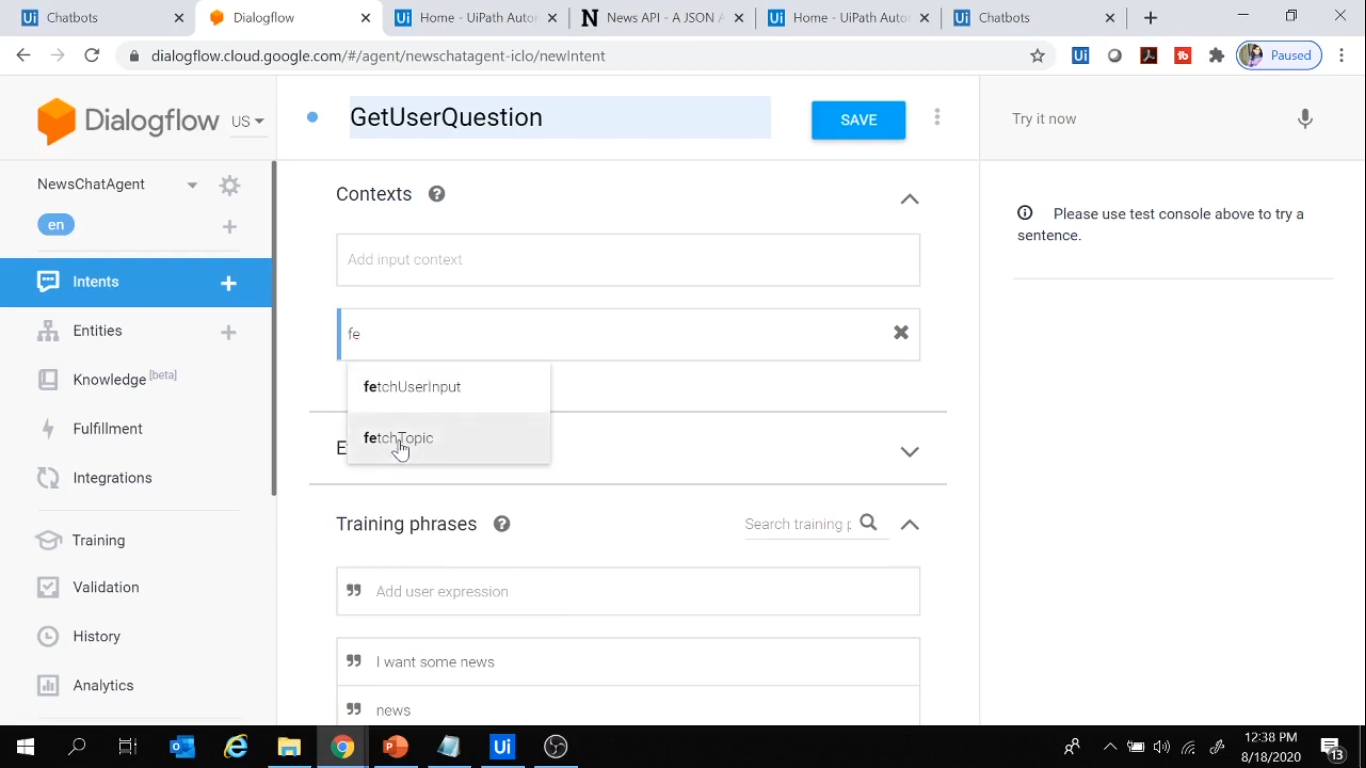 Chatbots
Dialogflow
Home - UiPath Auto
News API - A JSON A
Home - UiPath Auto
Chatbots
dialogflow.cloud.google.com/#/agent/newschatagent-iclo/newIntent
Paused
Dialogflow
US
GetUserQuestion
SAVE
Try it now
NewsChatAgent
en
Contexts
Please use test console above to try a
sentence.
Add input context
Intents
Entities
fe
Knowledge [beta]
fetchUserInput
Fulfillment
fetchTopic
E
Integrations
Training phrases
Search training p
Training
Validation
Add user expression
History
I want some news
Analytics
news
12:38 PM
8/18/2020
13